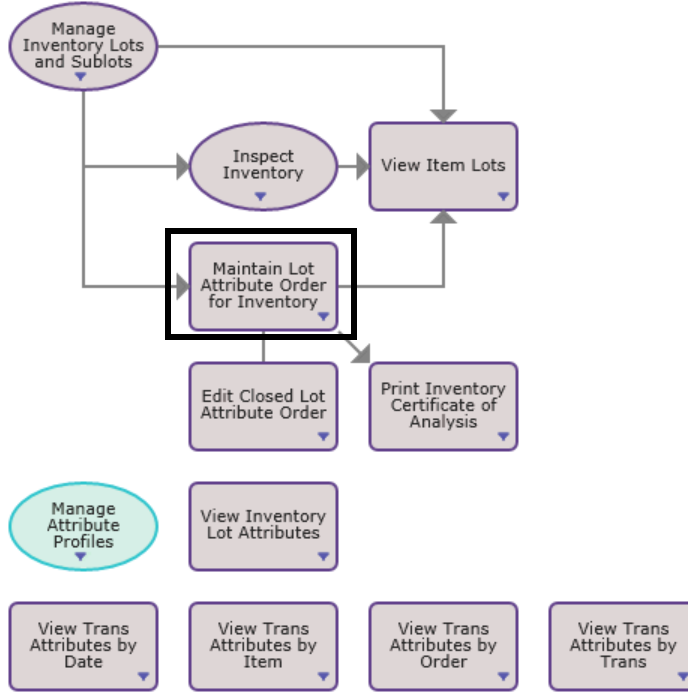 Manage
Inventory Lots
and Sublots
Inspect
Inventory
View Item Lots
Maintain Lot
Attribute Order
for Inventory
Edit Closed Lot
Attribute Order
Print Inventory
Certificate of
Analysis
Manage
Attribute
Profiles
View Inventory
Lot Attributes
View Trans
Attributes by
Date
View Trans
Attributes by
Item
View Trans
Attributes by
Order
View Trans
Attributes by
Trans